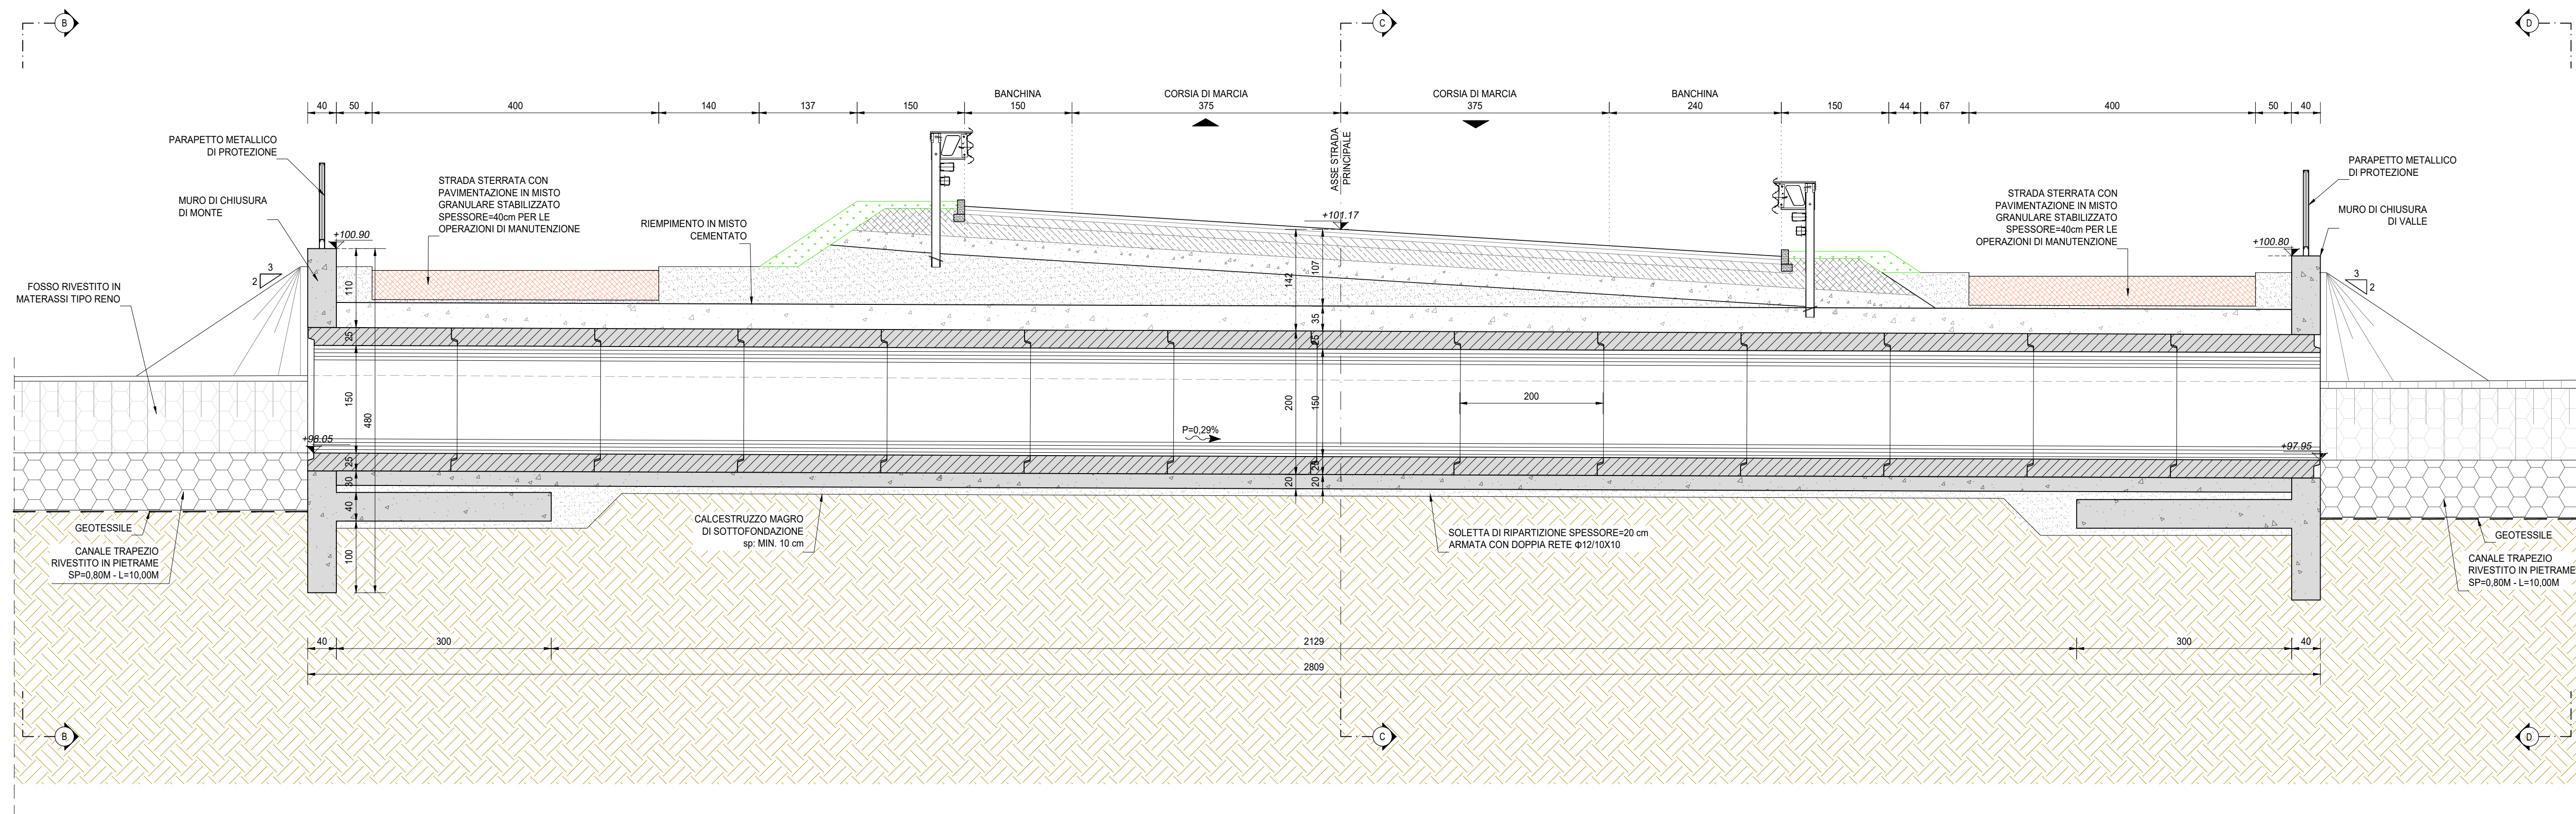 B
C
D
BANCHINA
CORSIA DI MARCIA
CORSIA DI MARCIA
BANCHINA
40
50
400
140
137
150
150
375
375
240
150
44
67
400
50
40
PARAPETTO METALLICO
DI PROTEZIONE
MURO DI CHIUSURA
DI MONTE
STRADA STERRATA CON
PAVIMENTAZIONE IN MISTO
GRANULARE STABILIZZATO
SPESSORE=40cm PER LE
OPERAZIONI DI MANUTENZIONE
RIEMPIMENTO IN MISTO
CEMENTATO
ASSE STRADA
PRINCIPALE
+101.17
STRADA STERRATA CON
PAVIMENTAZIONE IN MISTO
GRANULARE STABILIZZATO
SPESSORE=40cm PER LE
OPERAZIONI DI MANUTENZIONE
PARAPETTO METALLICO
DI PROTEZIONE
MURO DI CHIUSURA
DI VALLE
+100.90
+100.80
3
2
3
2
FOSSO RIVESTITO IN
MATERASSI TIPO RENO
110
25
150
480
25
30
40
100
142
107
35
25
200
150
25
20
20
200
P=0,29%
+98.05
+97.95
GEOTESSILE
CANALE TRAPEZIO
RIVESTITO IN PIETRAME
SP=0,80M - L=10,00M
CALCESTRUZZO MAGRO
DI SOTTOFONDAZIONE
sp: MIN. 10 cm
SOLETTA DI RIPARTIZIONE SPESSORE=20 cm
ARMATA CON DOPPIA RETE Φ12/10X10
GEOTESSILE
CANALE TRAPEZIO
RIVESTITO IN PIETRAME
SP=0,80M - L=10,00M
40
300
2129
300
40
2809
B
C
D